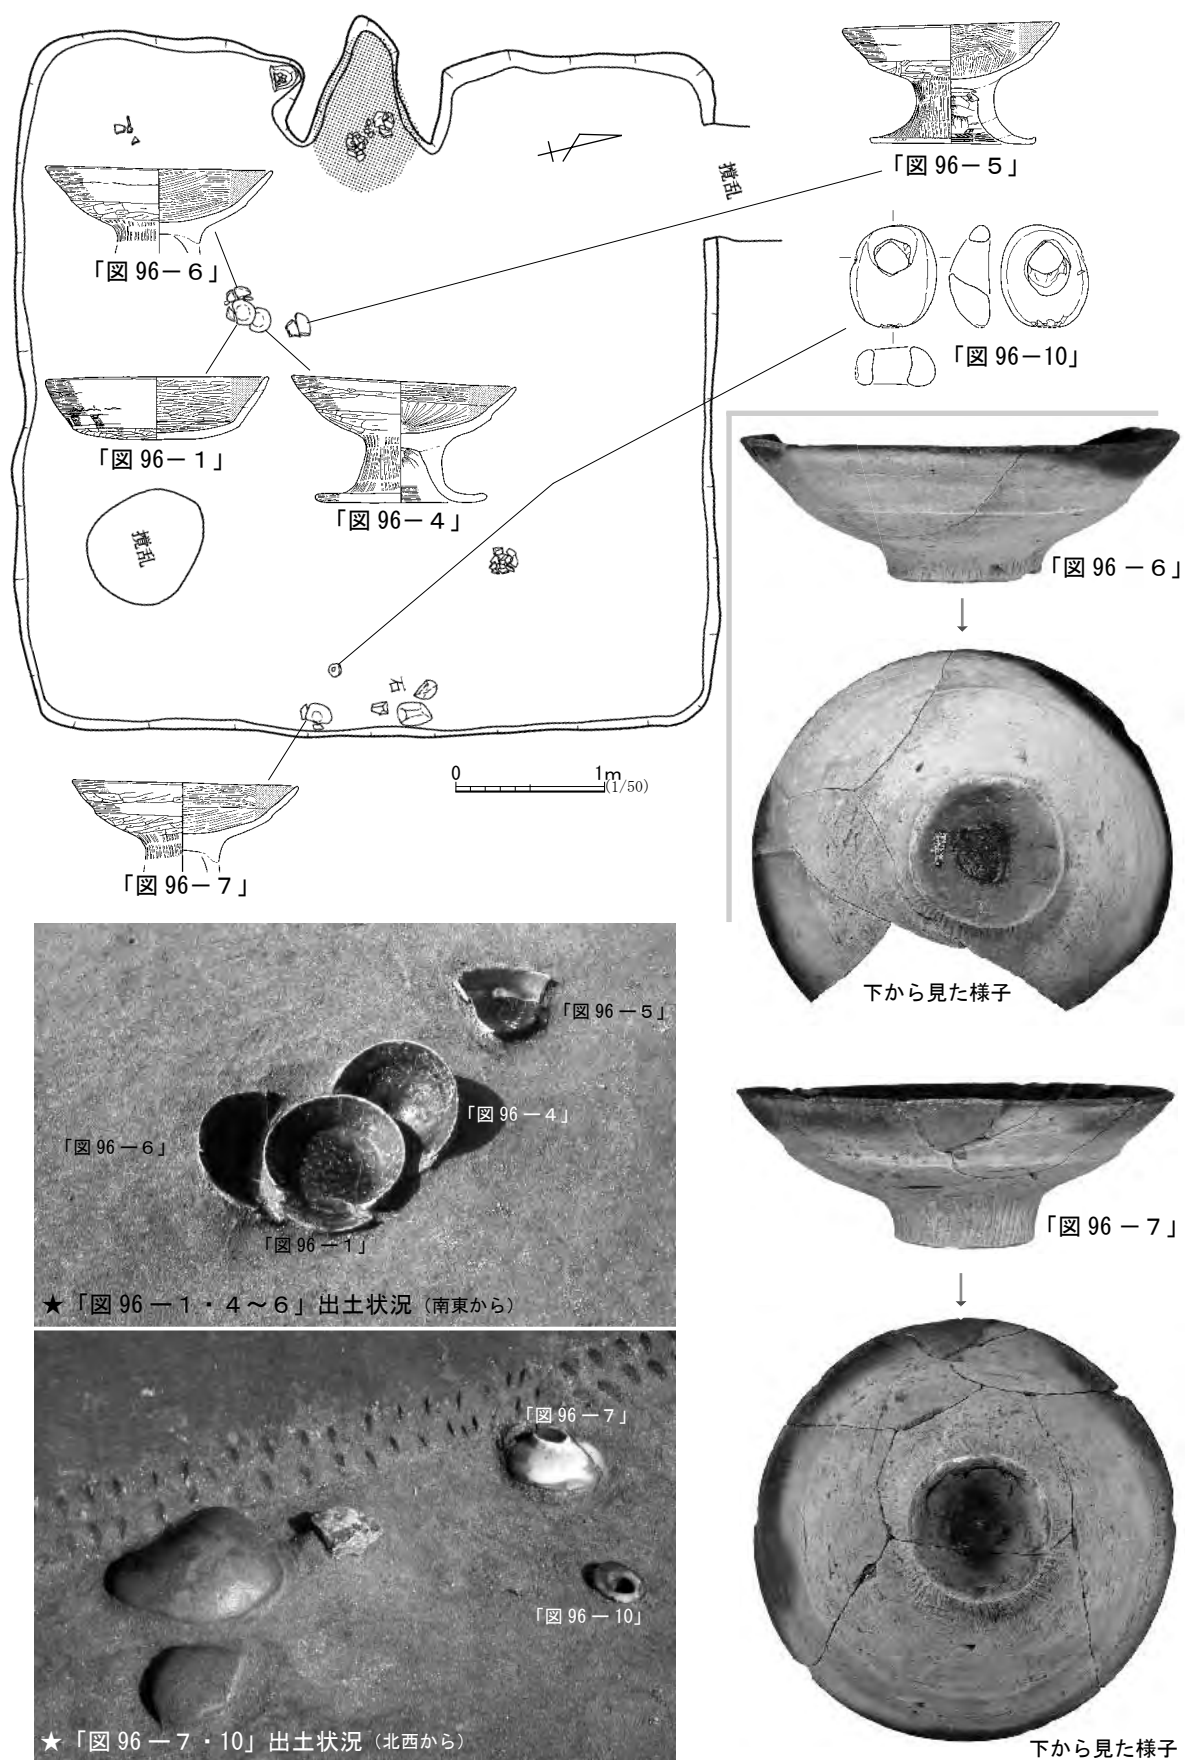 「図 96－5」
撹乱
「図 96－6」
「図 96－10」
「図 96－1」
「図 96－4」
撹乱
石
0 1m
(1/50)
「図 96－7」
「図 96 － 6」
下から見た様子
「図 96 － 5」
「図 96 － 4」
「図 96 － 6」
「図 96 － 1」
★「図 96 － 1・4～6」出土状況（南東から）
「図 96 － 7」
「図 96 － 7」
「図 96 － 10」
★「図 96 － 7・10」出土状況（北西から）
下から見た様子